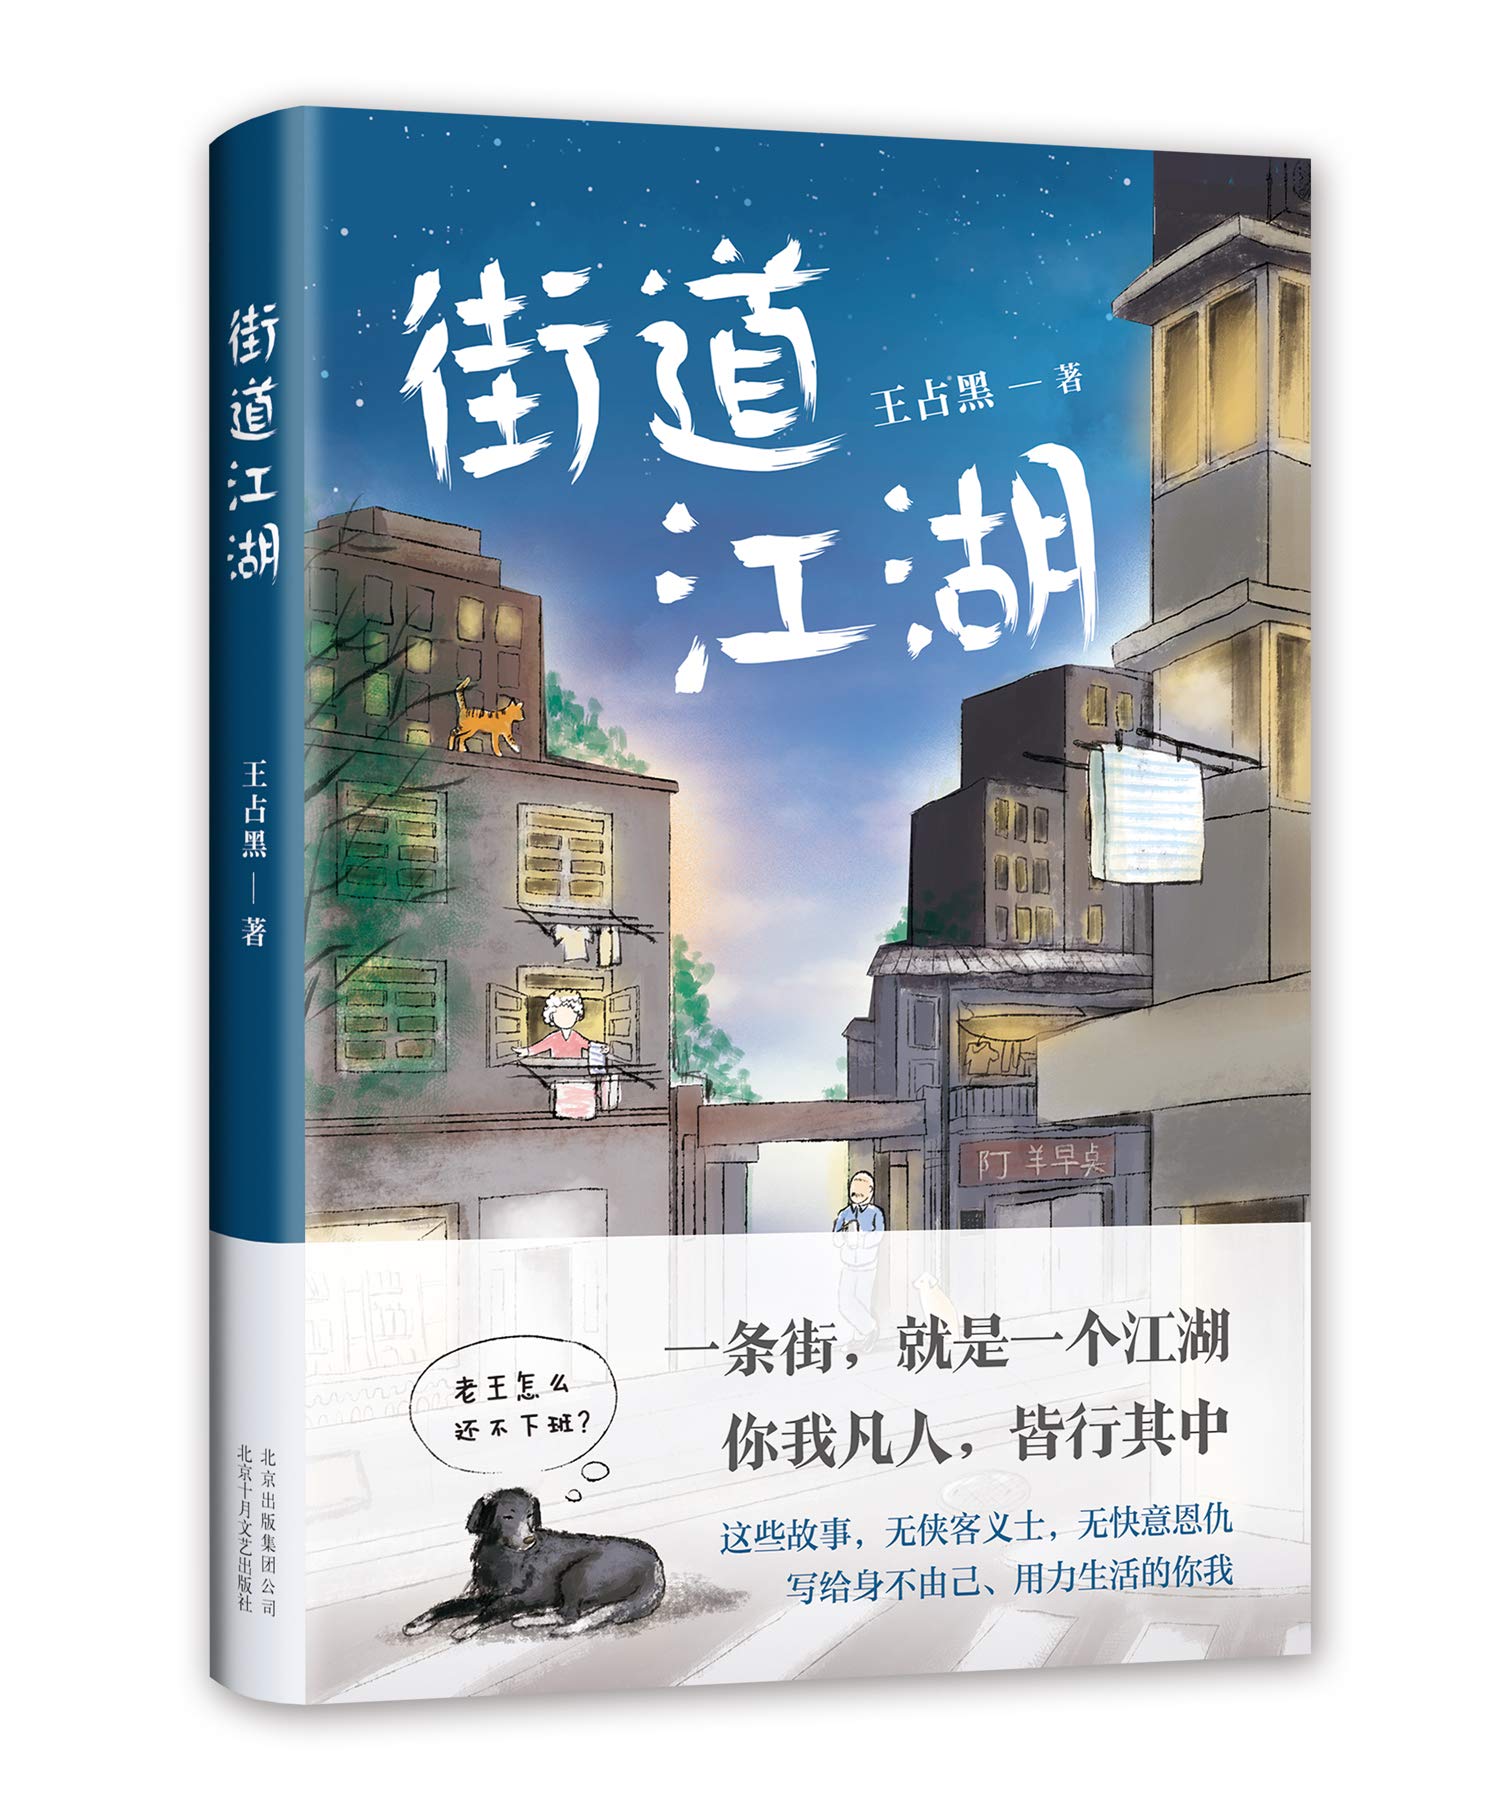 街道江湖
王占黑—著
北京出版集团公司
北京十月文艺出版社
街道
江湖
王占黑—著
阿羊早点
老王怎么
还不下班？
一条街，就是一个江湖
你我凡人，皆行其中
这些故事，无侠客义士，无快意恩仇
写给身不由己、用力生活的你我